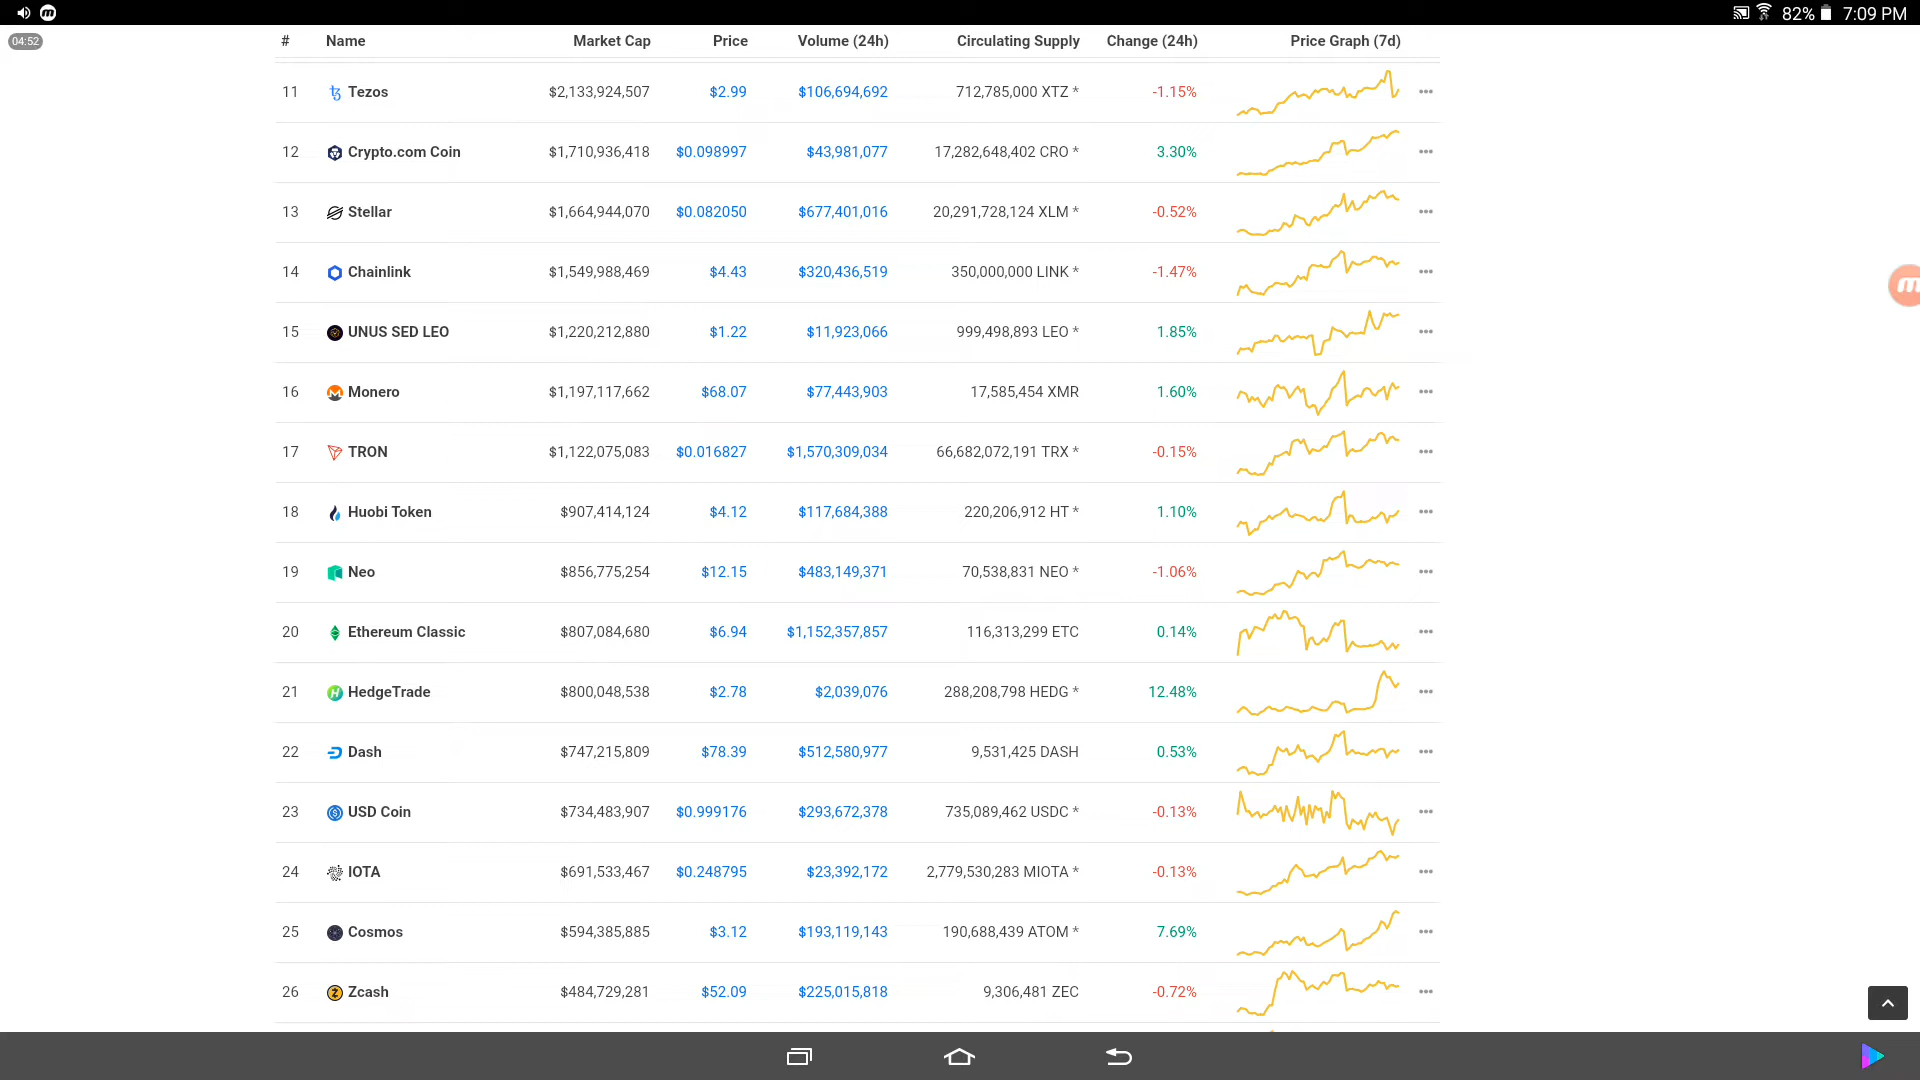 82% 7:09 PM
04:52
# Name Market Cap Price Volume (24h) Circulating Supply Change (24h) Price Graph (7d)
11 Tezos $2,133,924,507 $2.99 $106,694,692 712,785,000 XTZ * -1.15%
12 Crypto.com Coin $1,710,936,418 $0.098997 $43,981,077 17,282,648,402 CRO * 3.30%
13 Stellar $1,664,944,070 $0.082050 $677,401,016 20,291,728,124 XLM * -0.52%
14 Chainlink $1,549,988,469 $4.43 $320,436,519 350,000,000 LINK * -1.47%
15 UNUS SED LEO $1,220,212,880 $1.22 $11,923,066 999,498,893 LEO * 1.85%
16 Monero $1,197,117,662 $68.07 $77,443,903 17,585,454 XMR 1.60%
17 TRON $1,122,075,083 $0.016827 $1,570,309,034 66,682,072,191 TRX * -0.15%
18 Huobi Token $907,414,124 $4.12 $117,684,388 220,206,912 HT * 1.10%
19 Neo $856,775,254 $12.15 $483,149,371 70,538,831 NEO * -1.06%
20 Ethereum Classic $807,084,680 $6.94 $1,152,357,857 116,313,299 ETC 0.14%
21 HedgeTrade $800,048,538 $2.78 $2,039,076 288,208,798 HEDG * 12.48%
22 Dash $747,215,809 $78.39 $512,580,977 9,531,425 DASH 0.53%
23 USD Coin $734,483,907 $0.999176 $293,672,378 735,089,462 USDC * -0.13%
24 IOTA $691,533,467 $0.248795 $23,392,172 2,779,530,283 MIOTA * -0.13%
25 Cosmos $594,385,885 $3.12 $193,119,143 190,688,439 ATOM * 7.69%
26 Zcash $484,729,281 $52.09 $225,015,818 9,306,481 ZEC -0.72%